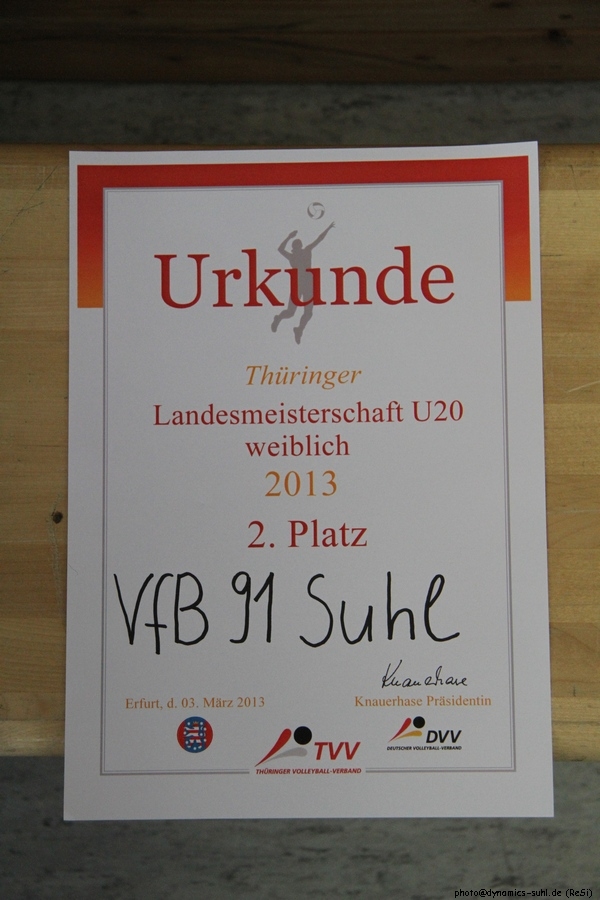 Urkunde
Thüringer
Landesmeisterschaft U20
weiblich
2013
2. Platz
VfB 91 Suhl
Knauerhase
Erfurt, d. 03. März 2013
Knauerhase Präsidentin
TVV
THÜRINGER VOLLEYBALL-VERBAND
DVV
DEUTSCHER VOLLEYBALL-VERBAND
photo@dynamics-suhl.de (ReSi)